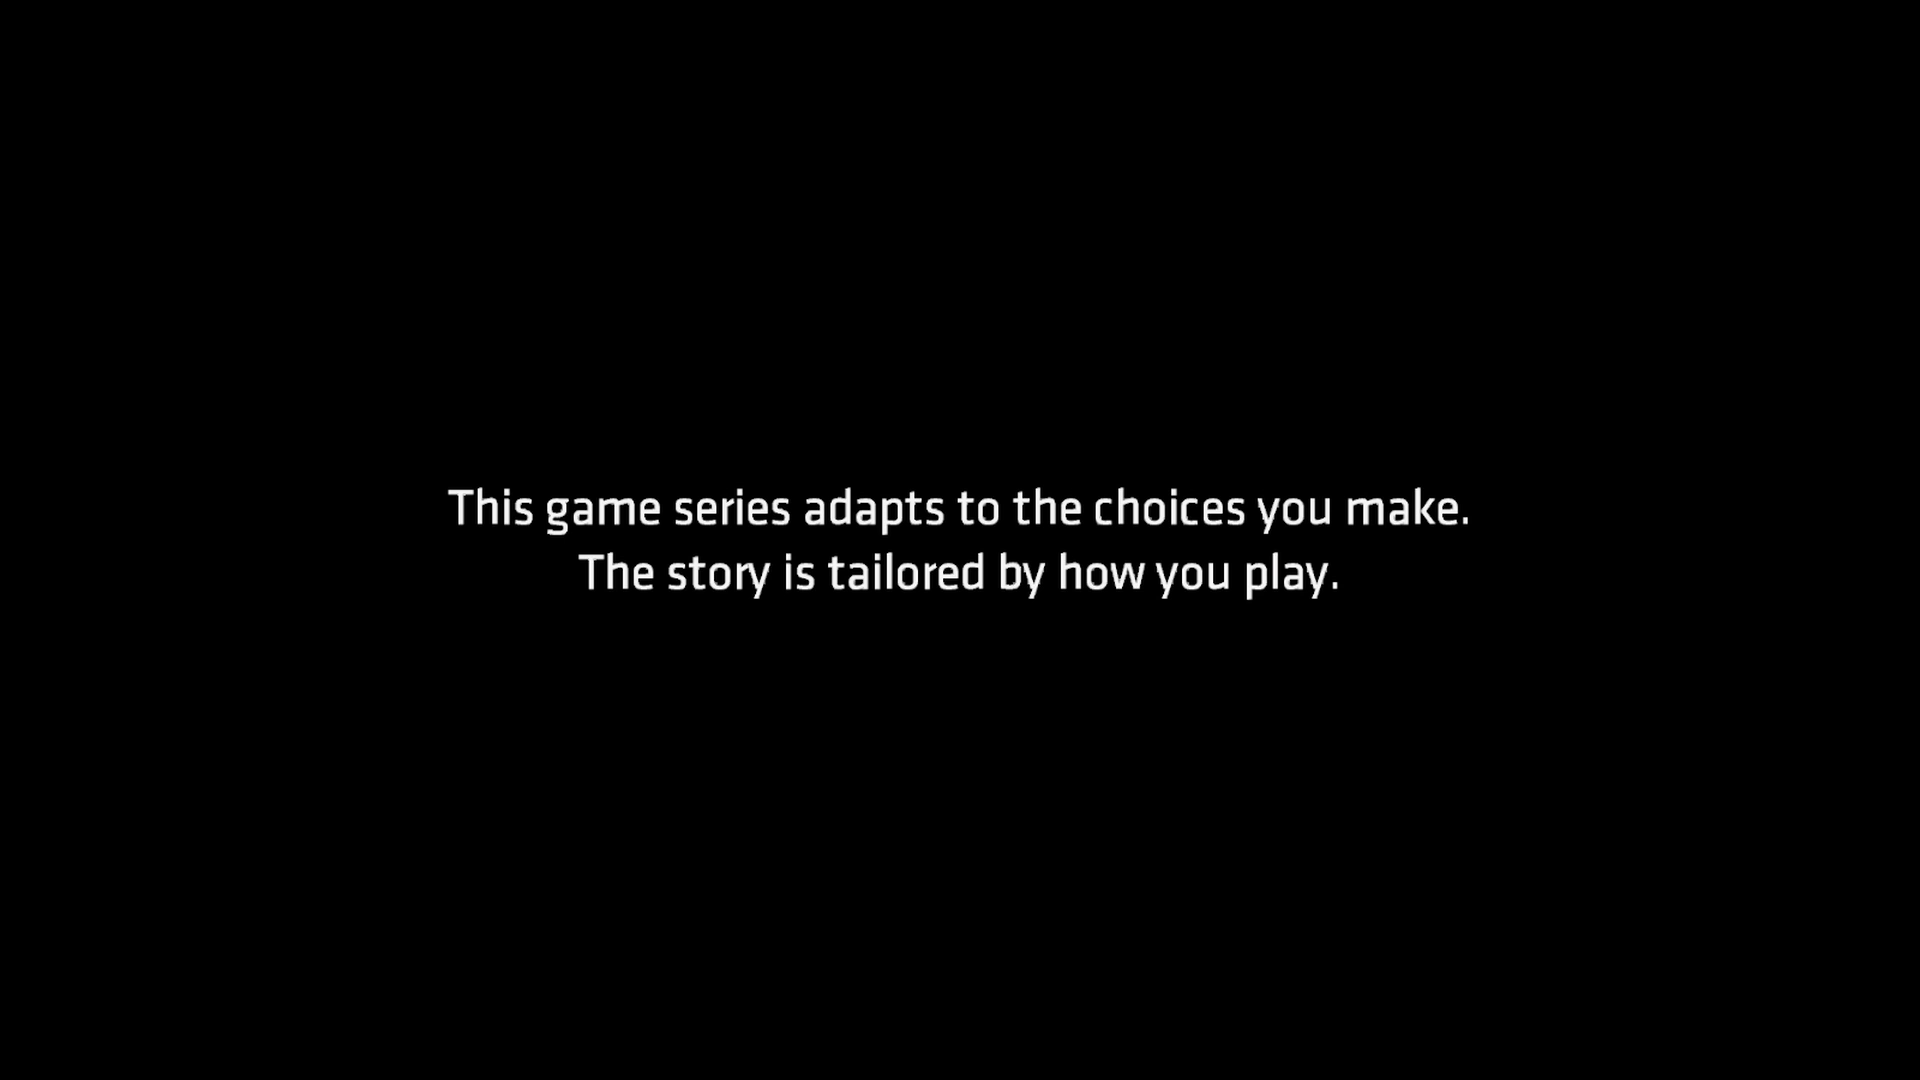 This game series adapts to the choices you make.
The story is tailored by how you play.